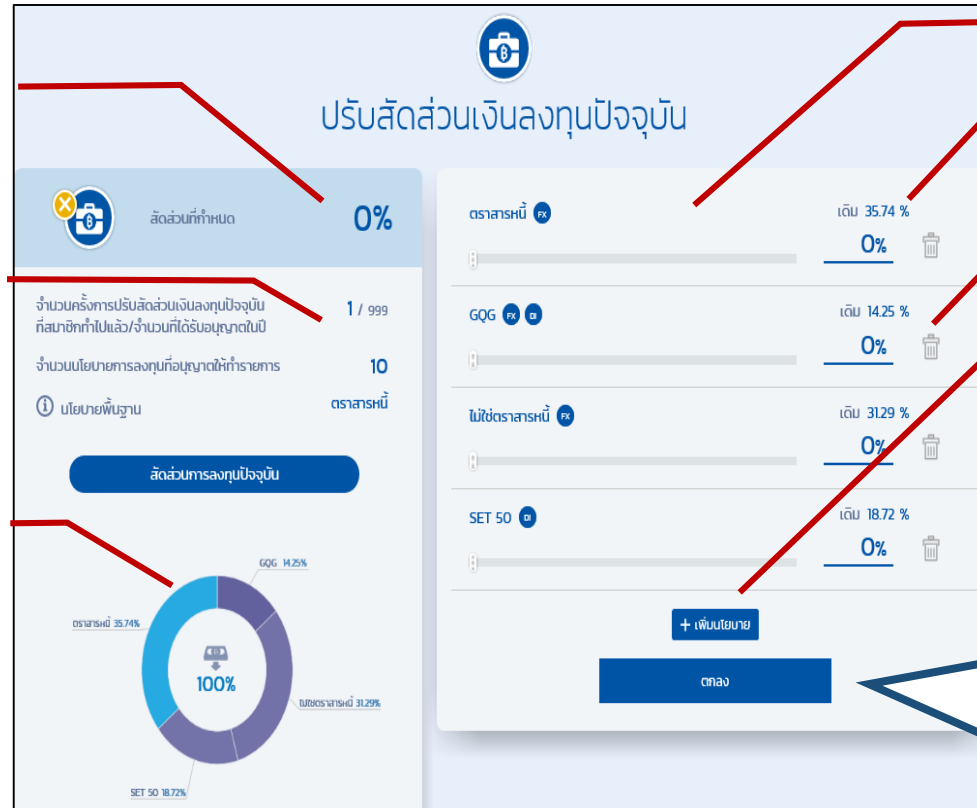 ปรับสัดส่วนเงินลงทุนปัจจุบัน
สัดส่วนที่กำหนด 0%
จำนวนครั้งการปรับสัดส่วนเงินลงทุนปัจจุบัน
ที่สมาชิกทำไปแล้ว/จำนวนที่ได้รับอนุญาตในปี 1 / 999
จำนวนนโยบายการลงทุนที่อนุญาตให้ทำรายการ 10
นโยบายพื้นฐาน ตราสารหนี้
สัดส่วนการลงทุนปัจจุบัน
GQG 14.25%
ตราสารหนี้ 35.74%
100%
ไม่ใช่ตราสารหนี้ 31.29%
SET 50 18.72%
ตราสารหนี้ FX เดิม 35.74 %
0%
GQG FX DI เดิม 14.25 %
0%
ไม่ใช่ตราสารหนี้ FX เดิม 31.29 %
0%
SET 50 DI เดิม 18.72 %
0%
+ เพิ่มนโยบาย
ตกลง